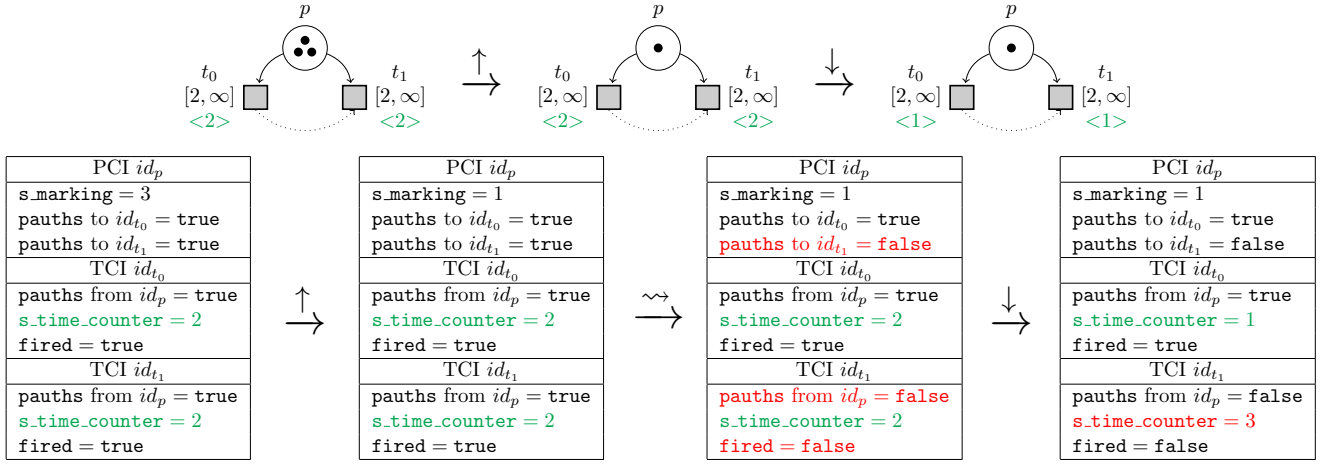 p
t₀ t₁
[2, ∞] [2, ∞]
<2> <2>
↑
p
t₀ t₁
[2, ∞] [2, ∞]
<2> <2>
↓
p
t₀ t₁
[2, ∞] [2, ∞]
<1> <1>
PCI id_p
s_marking = 3
pauths to id_t₀ = true
pauths to id_t₁ = true
TCI id_t₀
pauths from id_p = true
s_time_counter = 2
fired = true
TCI id_t₁
pauths from id_p = true
s_time_counter = 2
fired = true
↑
PCI id_p
s_marking = 1
pauths to id_t₀ = true
pauths to id_t₁ = true
TCI id_t₀
pauths from id_p = true
s_time_counter = 2
fired = true
TCI id_t₁
pauths from id_p = true
s_time_counter = 2
fired = true
⇝
PCI id_p
s_marking = 1
pauths to id_t₀ = true
pauths to id_t₁ = false
TCI id_t₀
pauths from id_p = true
s_time_counter = 2
fired = true
TCI id_t₁
pauths from id_p = false
s_time_counter = 2
fired = false
↓
PCI id_p
s_marking = 1
pauths to id_t₀ = true
pauths to id_t₁ = false
TCI id_t₀
pauths from id_p = true
s_time_counter = 1
fired = true
TCI id_t₁
pauths from id_p = false
s_time_counter = 3
fired = false